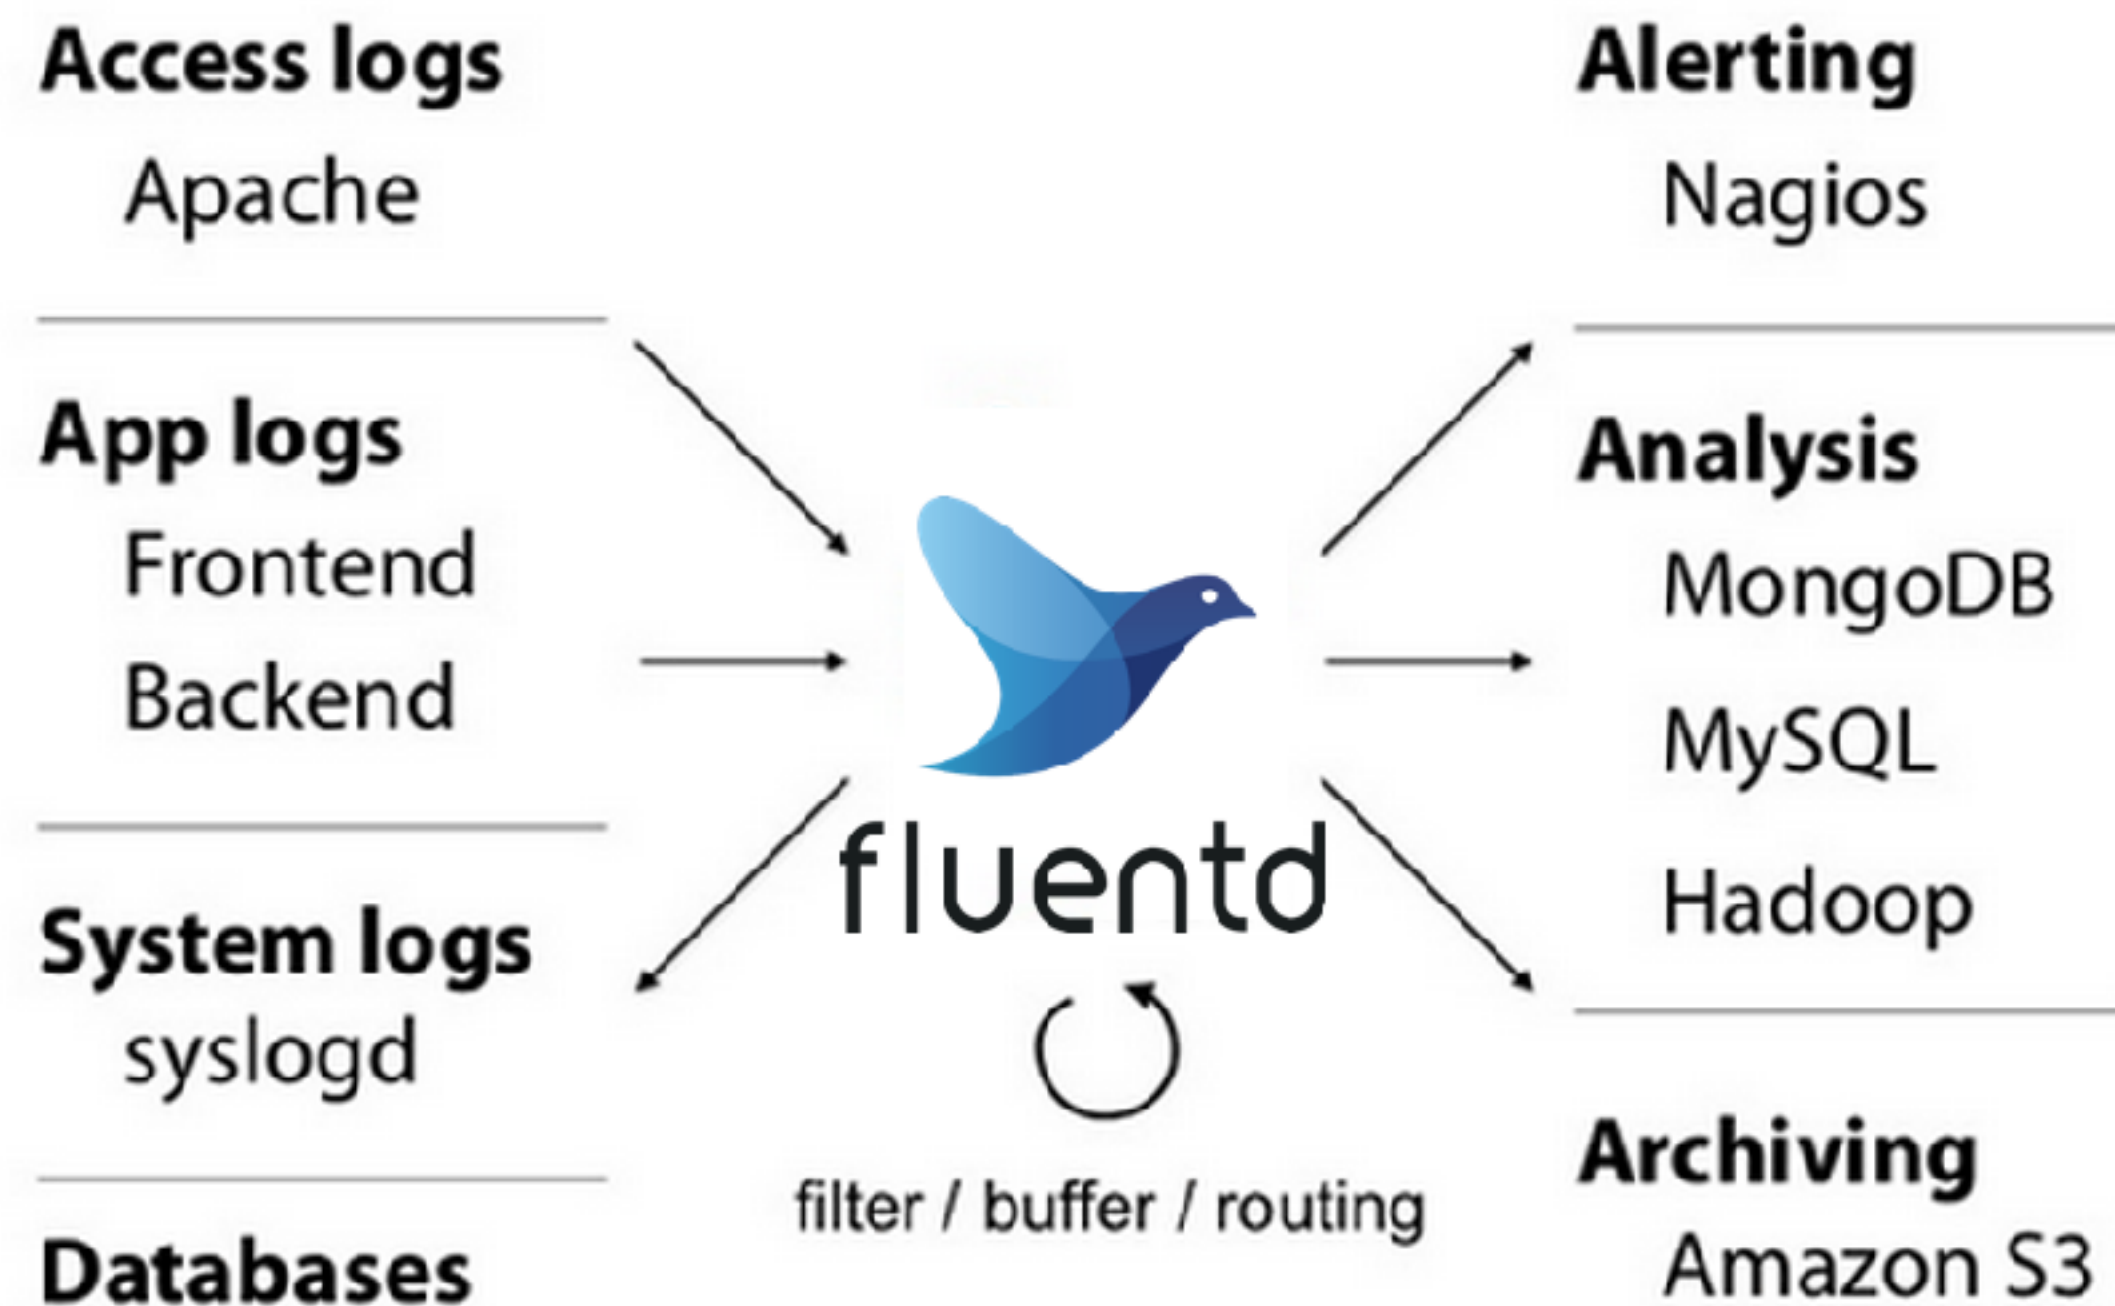 Access logs
Apache
App logs
Frontend
Backend
System logs
syslogd
Databases
fluentd
filter / buffer / routing
Alerting
Nagios
Analysis
MongoDB
MySQL
Hadoop
Archiving
Amazon S3